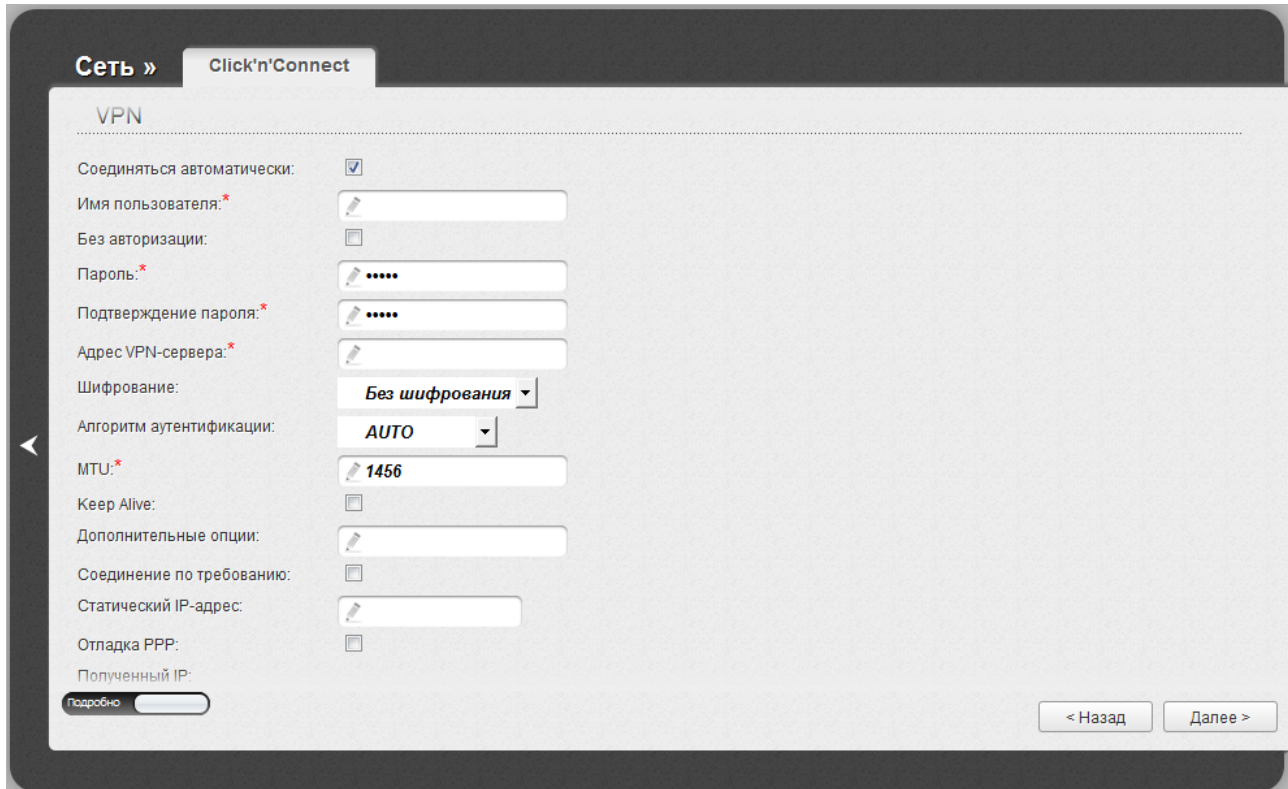 Сеть »
Click'n'Connect
VPN
Соединяться автоматически:
Имя пользователя:*
Без авторизации:
Пароль:* •••••
Подтверждение пароля:* •••••
Адрес VPN-сервера:*
Шифрование: Без шифрования
Алгоритм аутентификации: AUTO
MTU:* 1456
Keep Alive:
Дополнительные опции:
Соединение по требованию:
Статический IP-адрес:
Отладка PPP:
Полученный IP:
Подробно
< Назад
Далее >